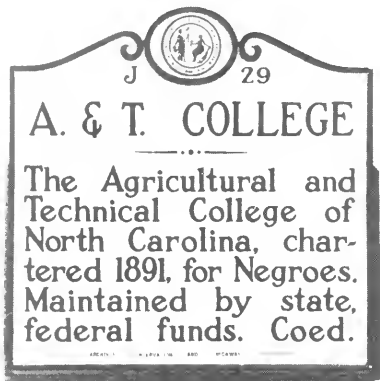 J 29
A. & T. COLLEGE
The Agricultural and
Technical College of
North Carolina, char-
tered 1891, for Negroes.
Maintained by state,
federal funds. Coed.